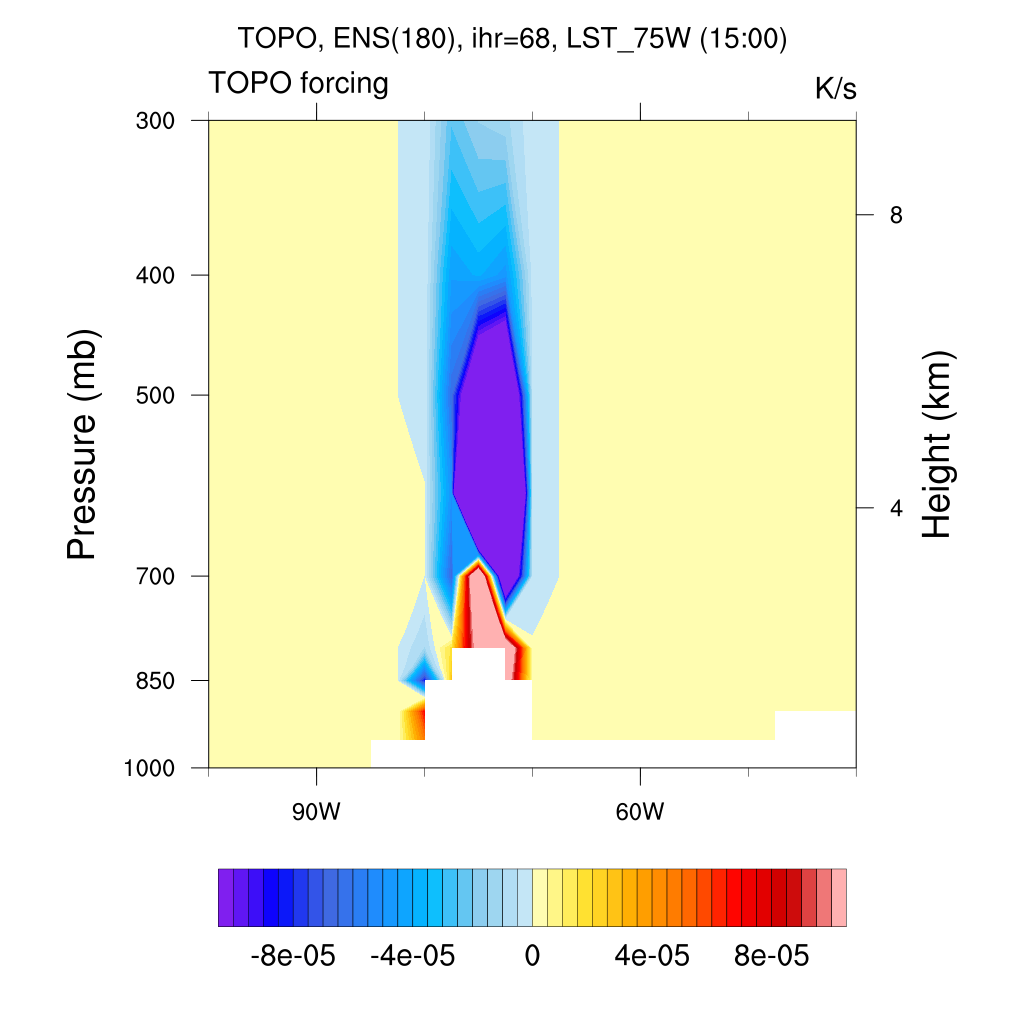 TOPO, ENS(180), ihr=68, LST_75W (15:00)
TOPO forcing
K/s
300
400
500
700
850
1000
Pressure (mb)
8
4
Height (km)
90W
60W
-8e-05
-4e-05
0
4e-05
8e-05